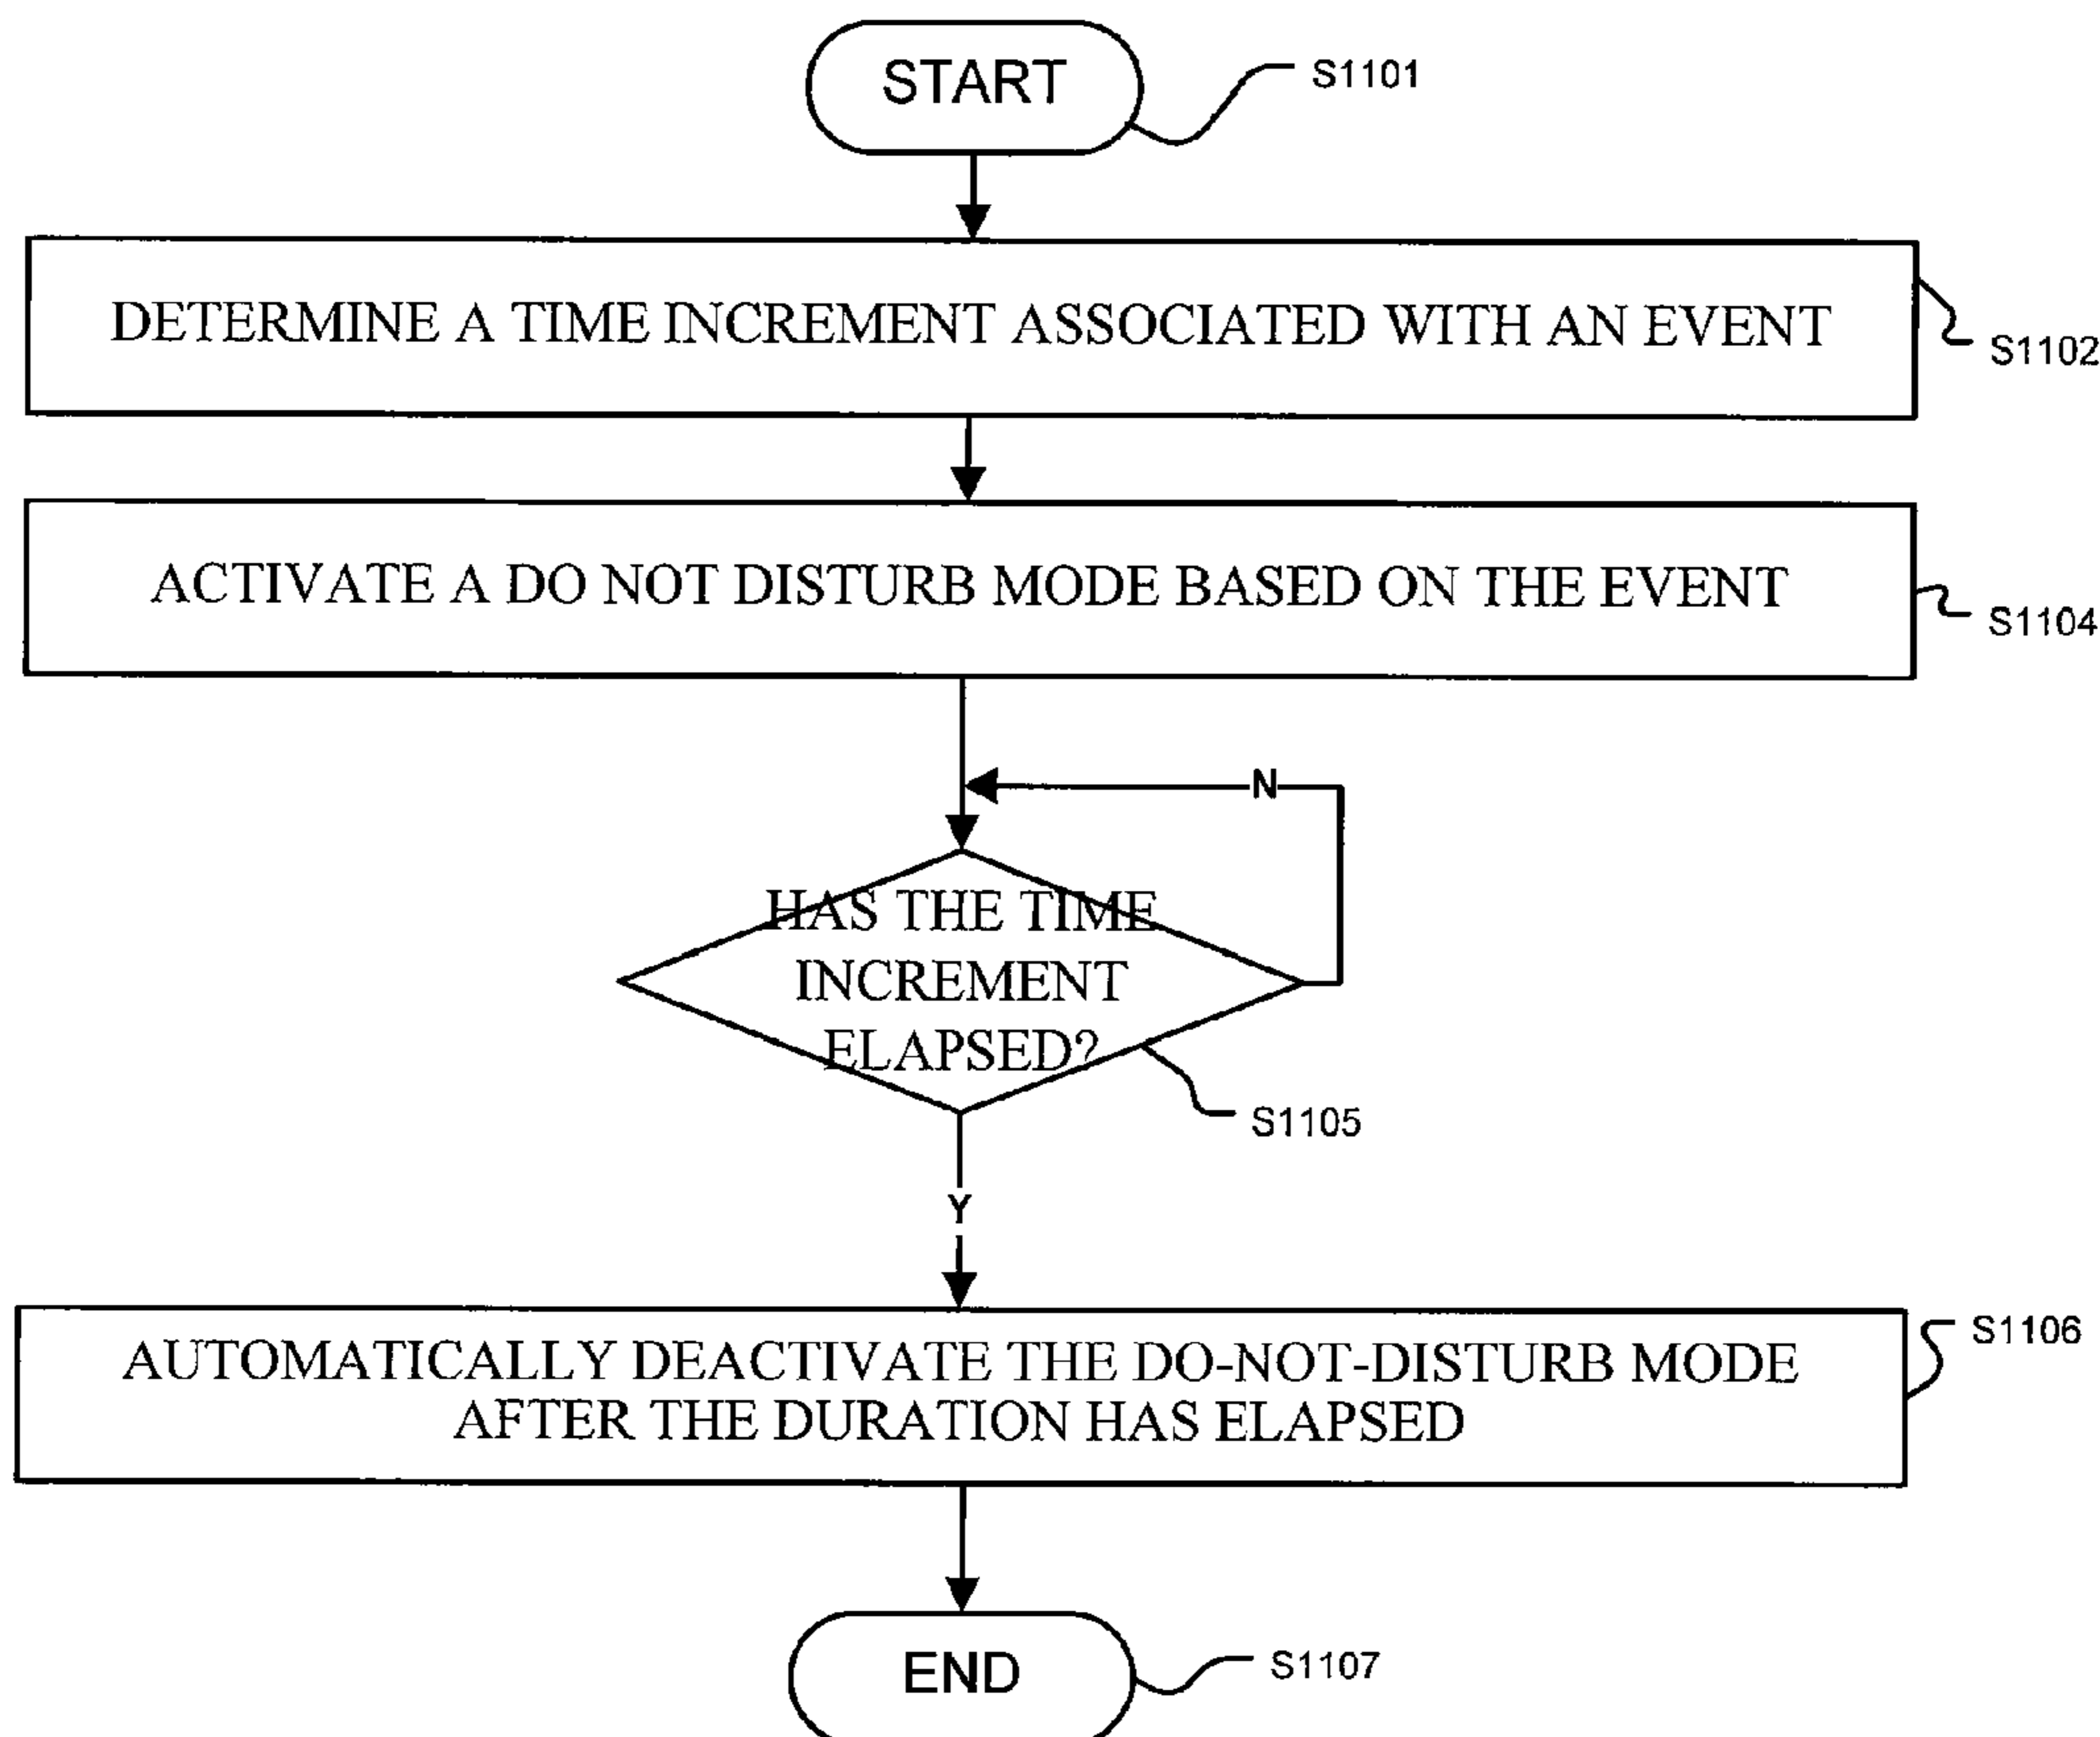 START
S1101
DETERMINE A TIME INCREMENT ASSOCIATED WITH AN EVENT
S1102
ACTIVATE A DO NOT DISTURB MODE BASED ON THE EVENT
S1104
N
HAS THE TIME
INCREMENT
ELAPSED?
S1105
Y
AUTOMATICALLY DEACTIVATE THE DO-NOT-DISTURB MODE
AFTER THE DURATION HAS ELAPSED
S1106
END
S1107